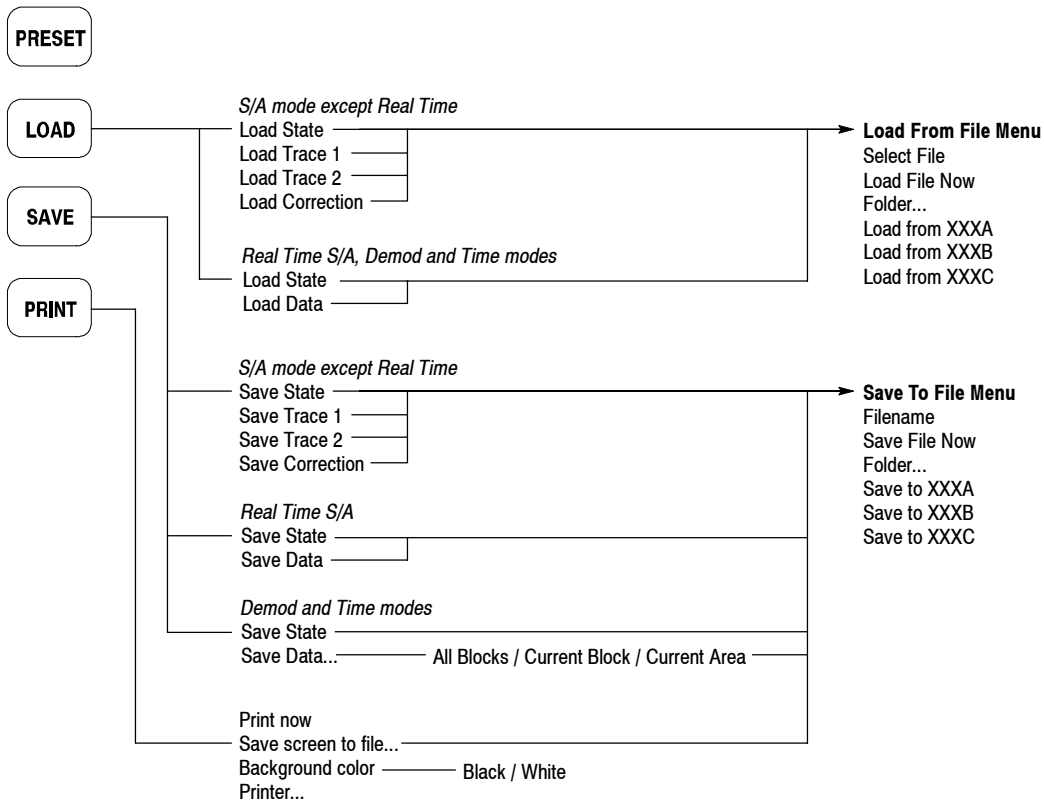 PRESET
LOAD
SAVE
PRINT
S/A mode except Real Time
Load State
Load Trace 1
Load Trace 2
Load Correction
Real Time S/A, Demod and Time modes
Load State
Load Data
Load From File Menu
Select File
Load File Now
Folder...
Load from XXXA
Load from XXXB
Load from XXXC
S/A mode except Real Time
Save State
Save Trace 1
Save Trace 2
Save Correction
Real Time S/A
Save State
Save Data
Demod and Time modes
Save State
Save Data... All Blocks / Current Block / Current Area
Save To File Menu
Filename
Save File Now
Folder...
Save to XXXA
Save to XXXB
Save to XXXC
Print now
Save screen to file...
Background color Black / White
Printer...